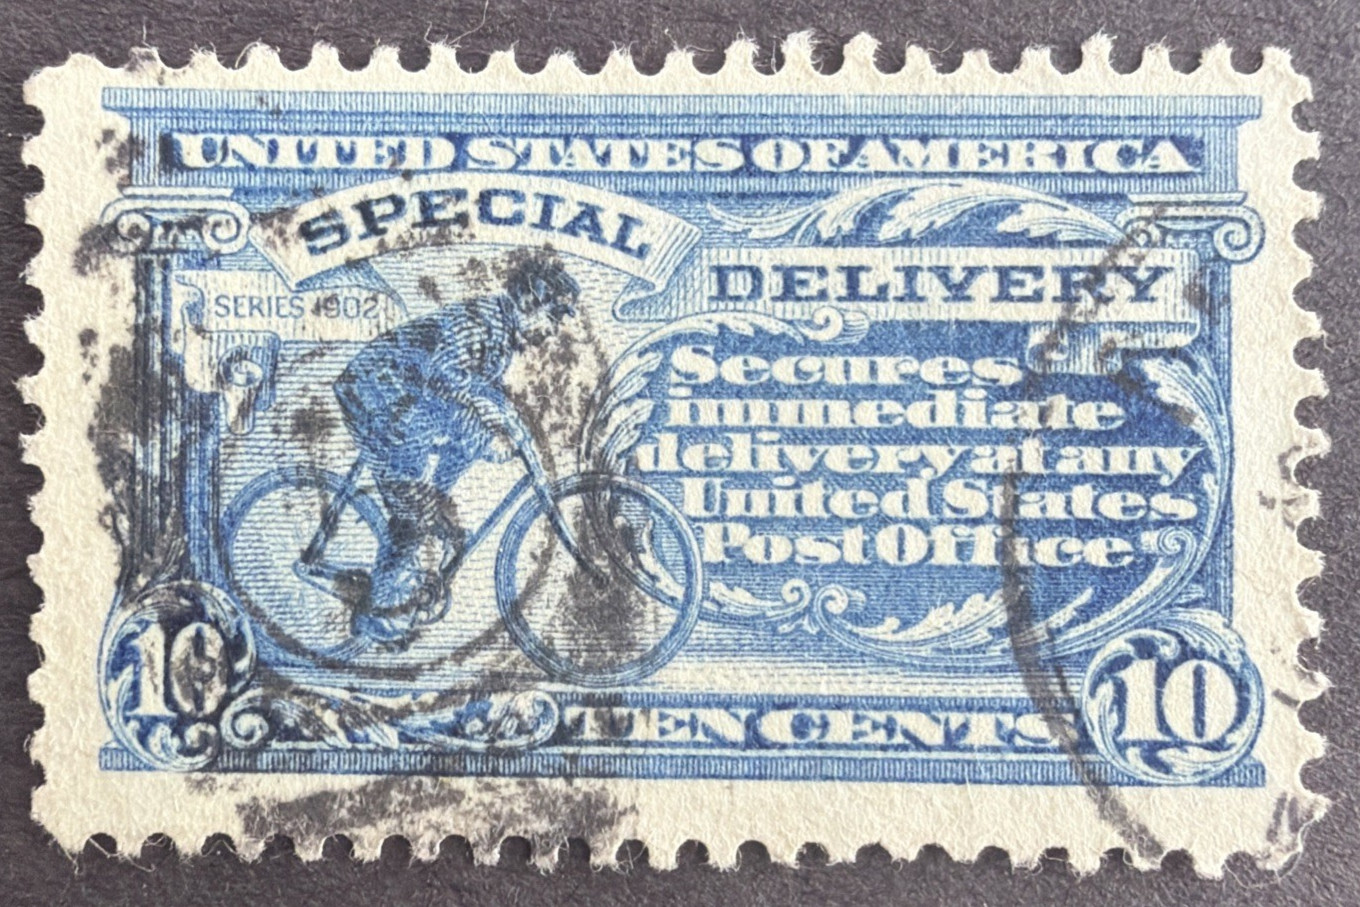 UNITED STATES OF AMERICA
SPECIAL
DELIVERY
SERIES 1902
Secures
immediate
delivery at any
United States
Post Office
10
TEN CENTS
10